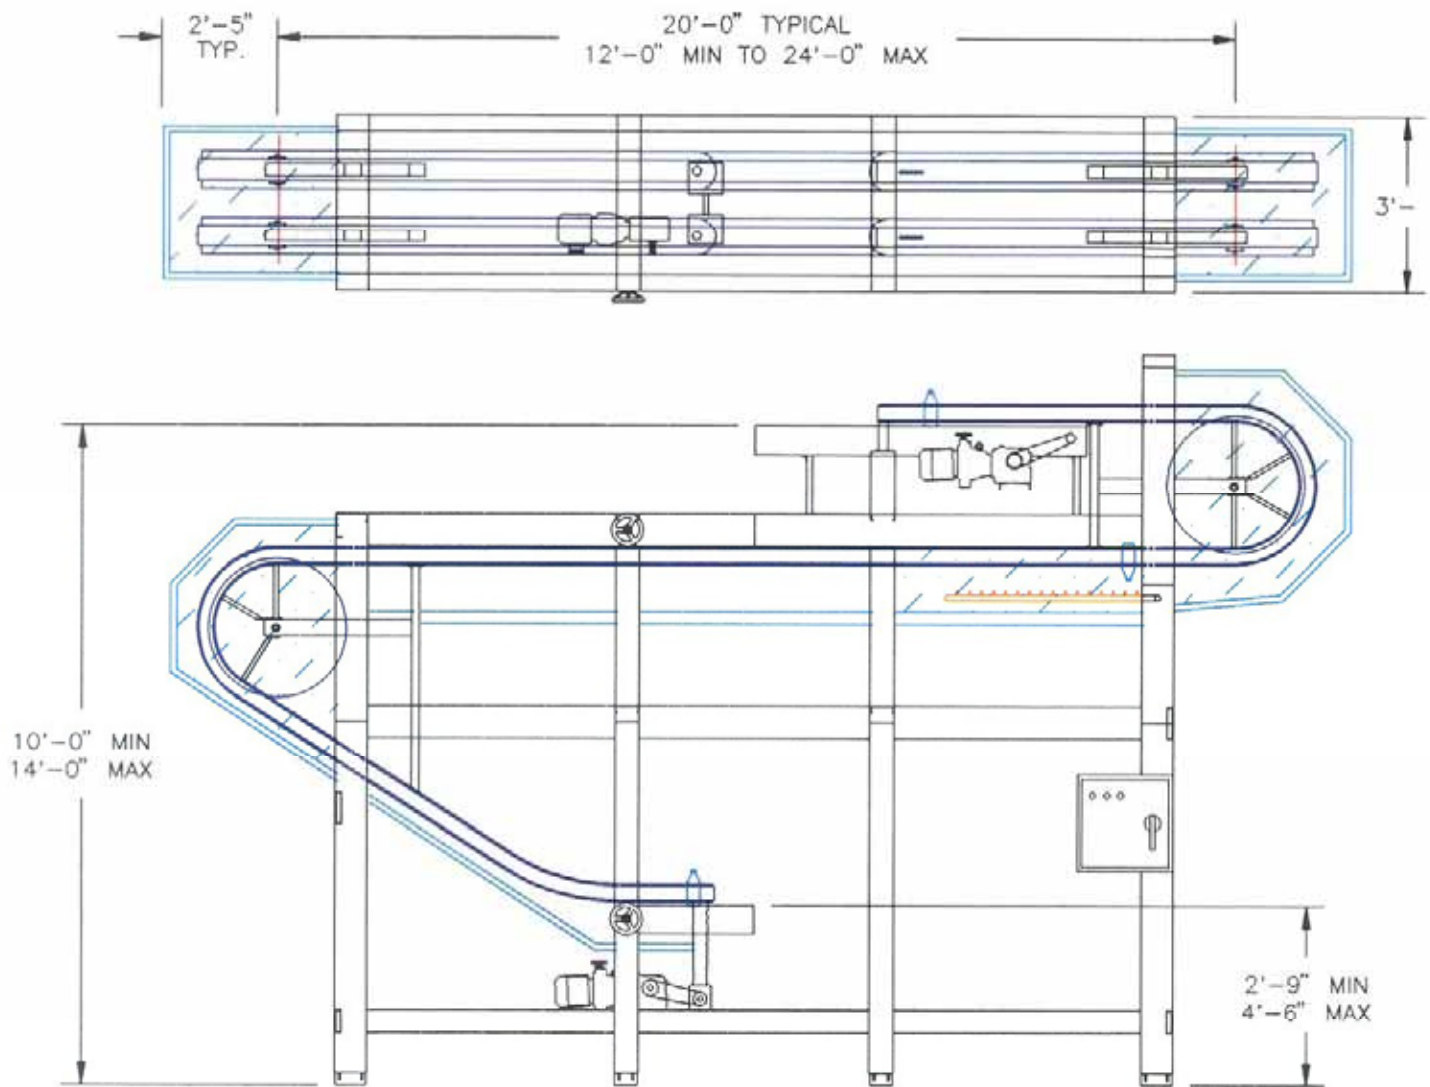 2'-5"
TYP.
20'-0" TYPICAL
12'-0" MIN TO 24'-0" MAX
3'-
10'-0" MIN
14'-0" MAX
2'-9" MIN
4'-6" MAX